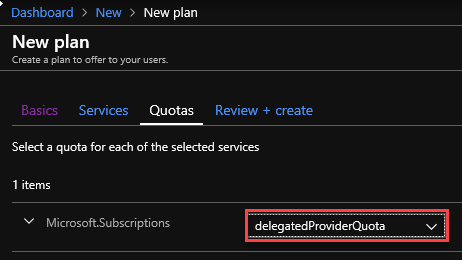 Dashboard > New > New plan
New plan
Create a plan to offer to your users.
Basics Services Quotas Review + create
Select a quota for each of the selected services
1 items
Microsoft.Subscriptions delegatedProviderQuota